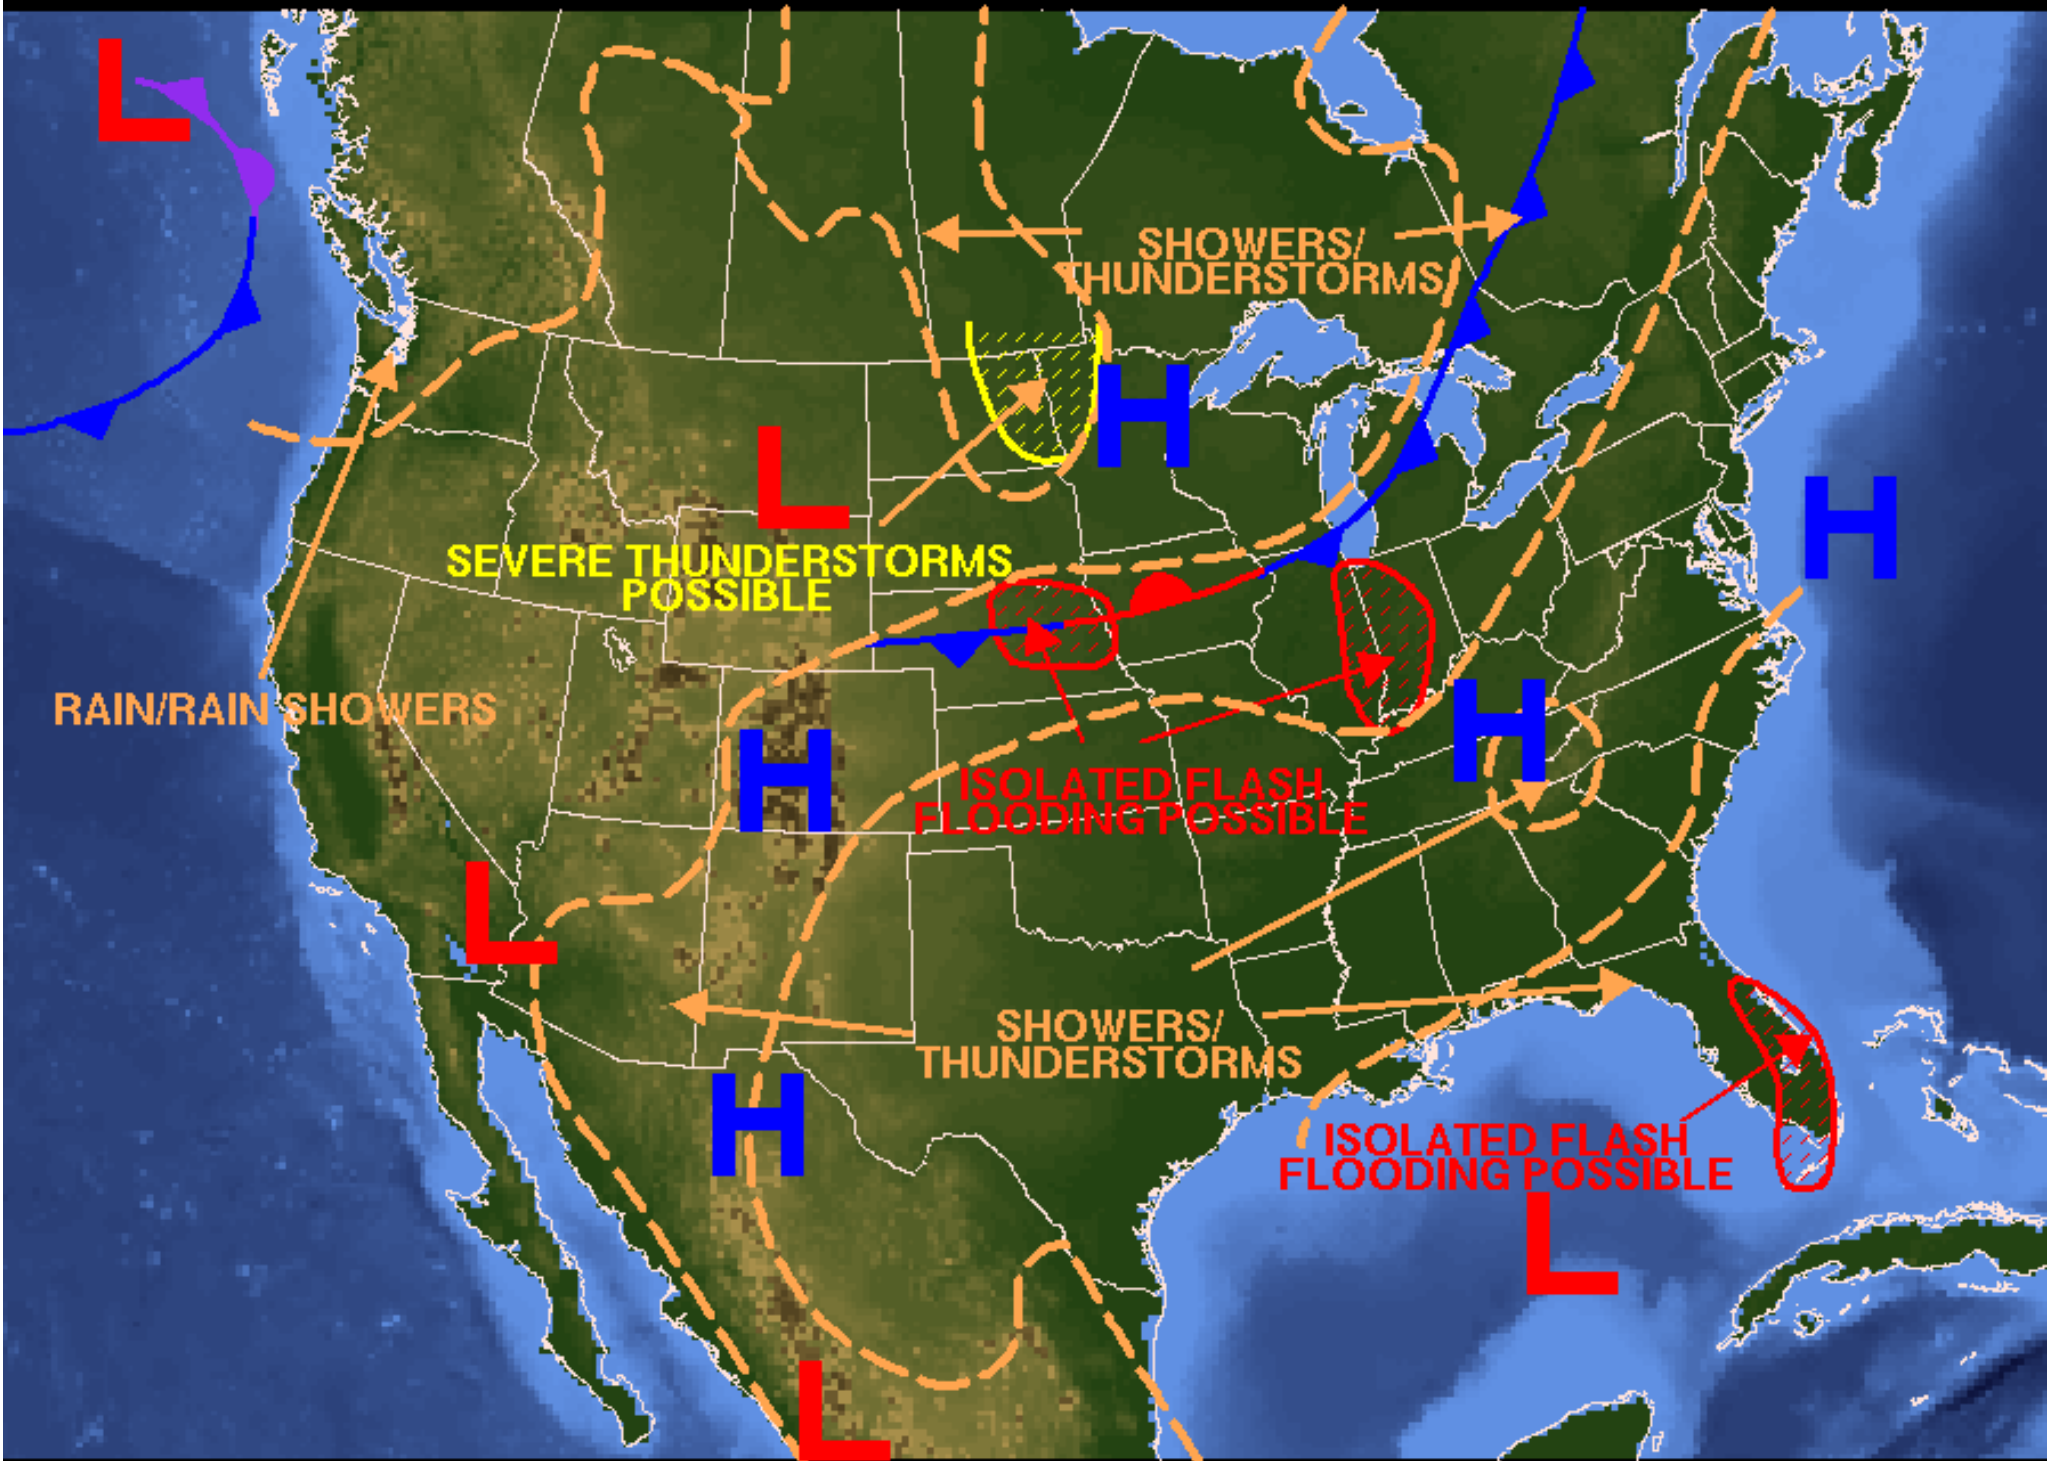 L
SHOWERS/
THUNDERSTORMS
H
L
H
SEVERE THUNDERSTORMS
POSSIBLE
RAIN/RAIN SHOWERS
H
H
ISOLATED FLASH
FLOODING POSSIBLE
L
SHOWERS/
THUNDERSTORMS
H
ISOLATED FLASH
FLOODING POSSIBLE
L
L